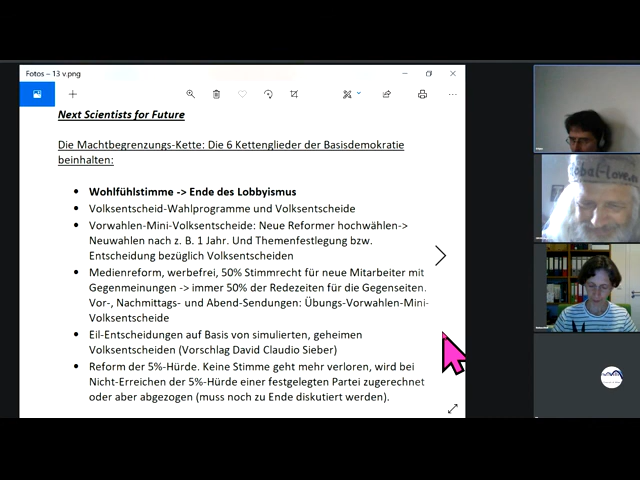 Fotos – 13 v.png
Next Scientists for Future
Die Machtbegrenzungs-Kette: Die 6 Kettenglieder der Basisdemokratie
beinhalten:
Wohlfühlstimme -> Ende des Lobbyismus
Volksentscheid-Wahlprogramme und Volksentscheide
Vorwahlen-Mini-Volksentscheide: Neue Reformer hochwählen->
Neuwahlen nach z. B. 1 Jahr. Und Themenfestlegung bzw.
Entscheidung bezüglich Volksentscheiden
Medienreform, werbefrei, 50% Stimmrecht für neue Mitarbeiter mit
Gegenmeinungen -> immer 50% der Redezeiten für die Gegenseiten.
Vor-, Nachmittags- und Abend-Sendungen: Übungs-Vorwahlen-Mini-
Volksentscheide
Eil-Entscheidungen auf Basis von simulierten, geheimen
Volksentscheiden (Vorschlag David Claudio Sieber)
Reform der 5%-Hürde. Keine Stimme geht mehr verloren, wird bei
Nicht-Erreichen der 5%-Hürde einer festgelegten Partei zugerechnet
oder aber abgezogen (muss noch zu Ende diskutiert werden).